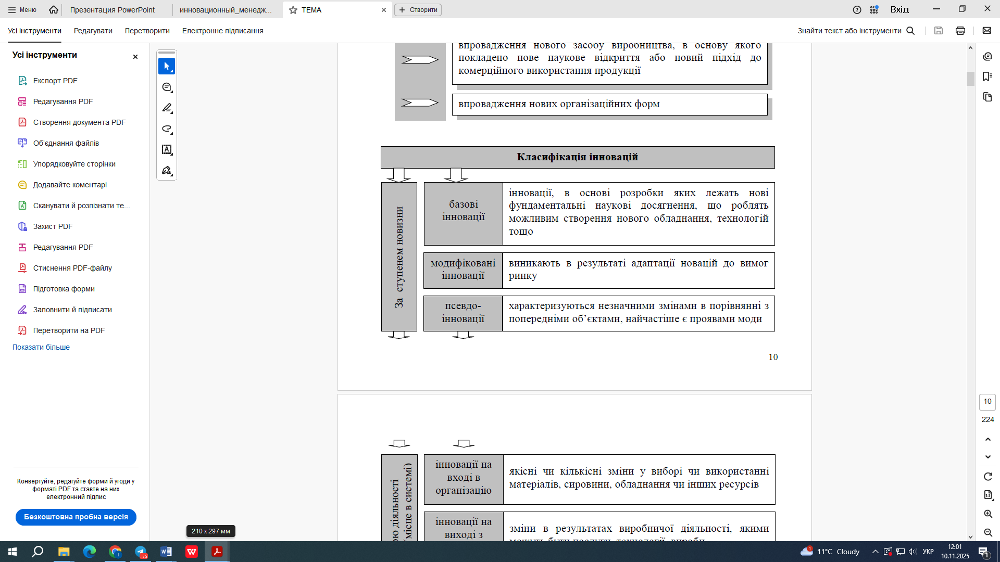 Меню
Презентация PowerPoint
инновационный_менедж...
ТЕМА
Створити
Вхід
Усі інструменти
Редагувати
Перетворити
Електронне підписання
Знайти текст або інструменти
Усі інструменти
Експорт PDF
Редагування PDF
Створення документа PDF
Об'єднання файлів
Упорядковуйте сторінки
Додавайте коментарі
Сканувати й розпізнати те...
Захист PDF
Редагування PDF
Стиснення PDF-файлу
Підготовка форми
Заповнити й підписати
Перетворити на PDF
Показати більше
Конвертуйте, редагуйте форми й угоди у
форматі PDF та ставте на них
електронний підпис
Безкоштовна пробна версія
210 x 297 мм
впровадження нового засобу виробництва, в основу якого
покладено нове наукове відкриття або новий підхід до
комерційного використання продукції
впровадження нових організаційних форм
Класифікація інновацій
За ступенем новизни
базові
інновації
інновації, в основі розробки яких лежать нові
фундаментальні наукові досягнення, що роблять
можливим створення нового обладнання, технологій
тощо
модифіковані
інновації
виникають в результаті адаптації новацій до вимог
ринку
псевдо-
інновації
характеризуються незначними змінами в порівнянні з
попередніми об’єктами, найчастіше є проявами моди
10
ою діяльності
(місце в системі)
інновації на
вході в
організацію
якісні чи кількісні зміни у виборі чи використанні
матеріалів, сировини, обладнання чи інших ресурсів
інновації на
виході з
зміни в результатах виробничої діяльності, якими
можуть бути послуги, технології, вироби
10
224
11°C Cloudy
УКР
12:01
10.11.2025